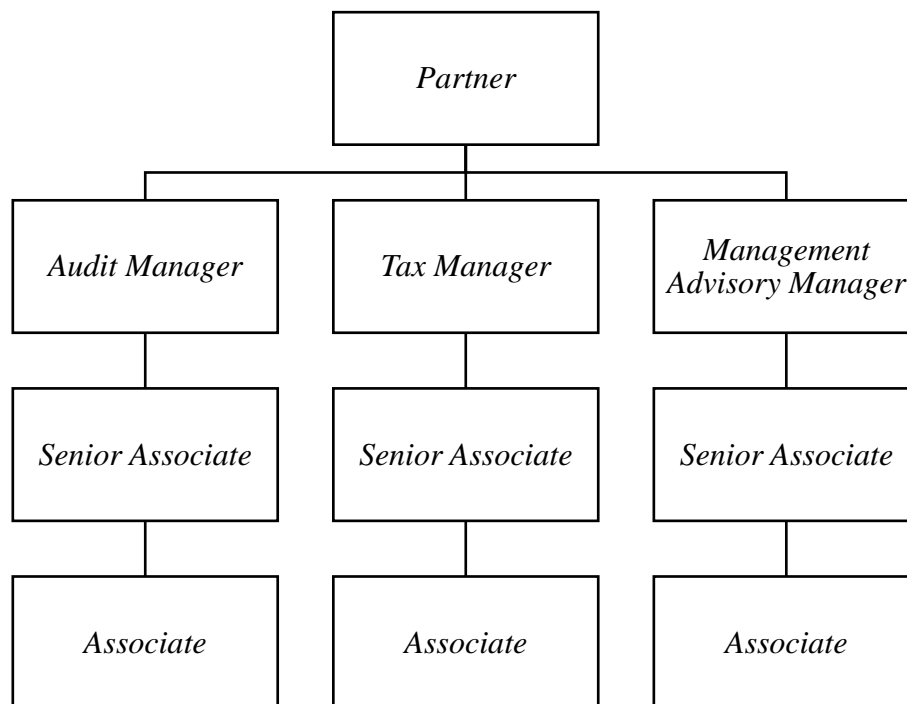 Partner
Audit Manager
Tax Manager
Management
Advisory Manager
Senior Associate
Senior Associate
Senior Associate
Associate
Associate
Associate